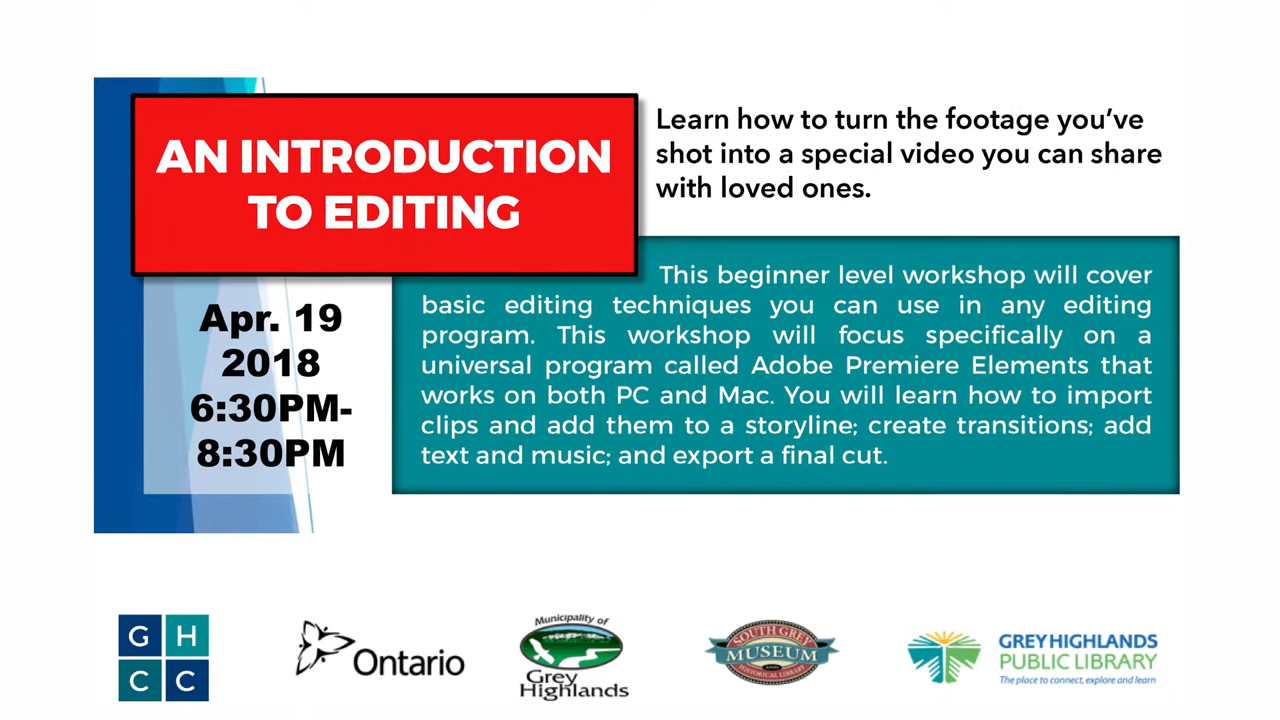 AN INTRODUCTION
TO EDITING
Learn how to turn the footage you've
shot into a special video you can share
with loved ones.
Apr. 19
2018
6:30PM-
8:30PM
This beginner level workshop will cover
basic editing techniques you can use in any editing
program. This workshop will focus specifically on a
universal program called Adobe Premiere Elements that
works on both PC and Mac. You will learn how to import
clips and add them to a storyline; create transitions; add
text and music; and export a final cut.
G H
C C
Ontario
Municipality of
Grey
Highlands
SOUTH GREY
MUSEUM
AND
HISTORICAL LIBRARY
GREY HIGHLANDS
PUBLIC LIBRARY
The place to connect, explore and learn